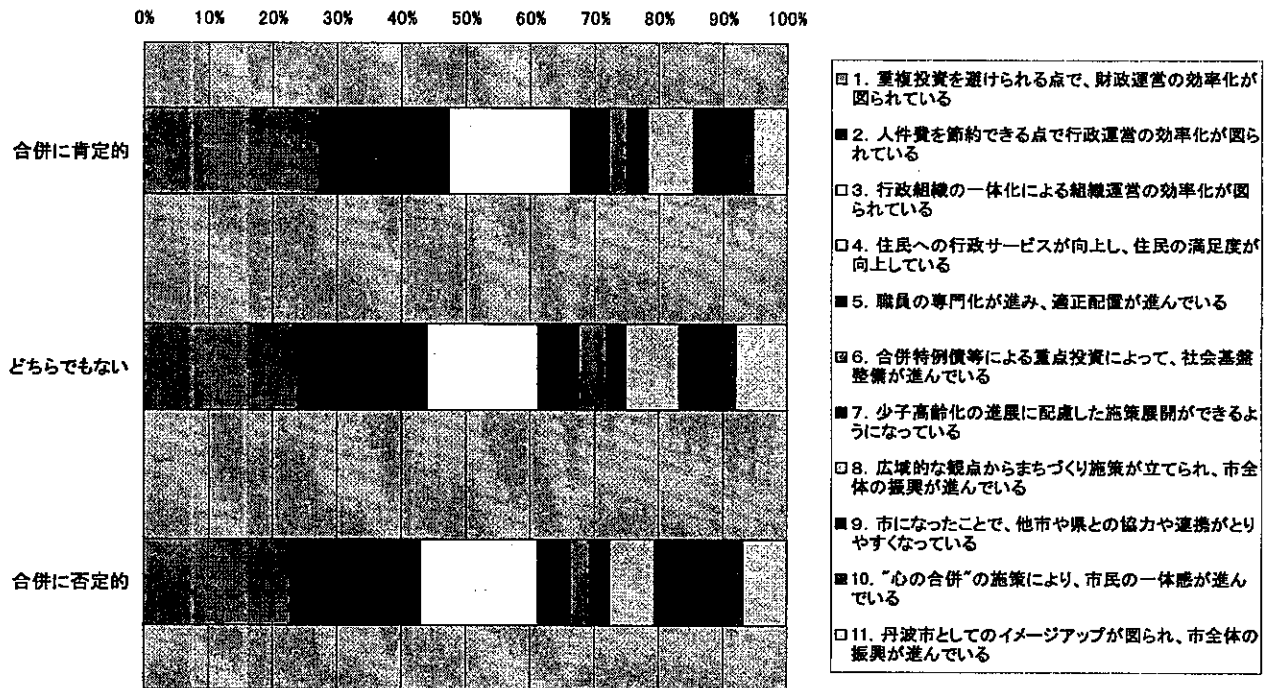 0% 10% 20% 30% 40% 50% 60% 70% 80% 90% 100%
合併に肯定的
どちらでもない
合併に否定的
1. 重複投資を避けられる点で、財政運営の効率化が
図られている
2. 人件費を節約できる点で行政運営の効率化が図ら
れている
3. 行政組織の一体化による組織運営の効率化が図
られている
4. 住民への行政サービスが向上し、住民の満足度が
向上している
5. 職員の専門化が進み、適正配置が進んでいる
6. 合併特例債等による重点投資によって、社会基盤
整備が進んでいる
7. 少子高齢化の進展に配慮した施策展開ができるよ
うになっている
8. 広域的な観点からまちづくり施策が立てられ、市全
体の振興が進んでいる
9. 市になったことで、他市や県との協力や連携がとり
やすくなっている
10. "心の合併"の施策により、市民の一体感が進ん
でいる
11. 丹波市としてのイメージアップが図られ、市全体の
振興が進んでいる